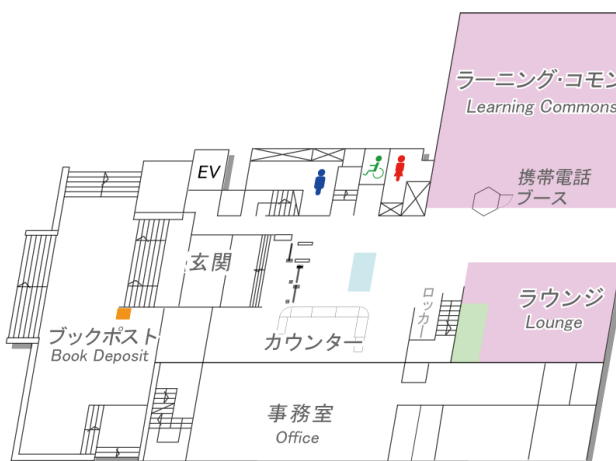 ラーニング・コモン
Learning Commons
EV
携帯電話
ブース
玄関
ロッカー
ラウンジ
Lounge
ブックポスト
Book Deposit
カウンター
事務室
Office